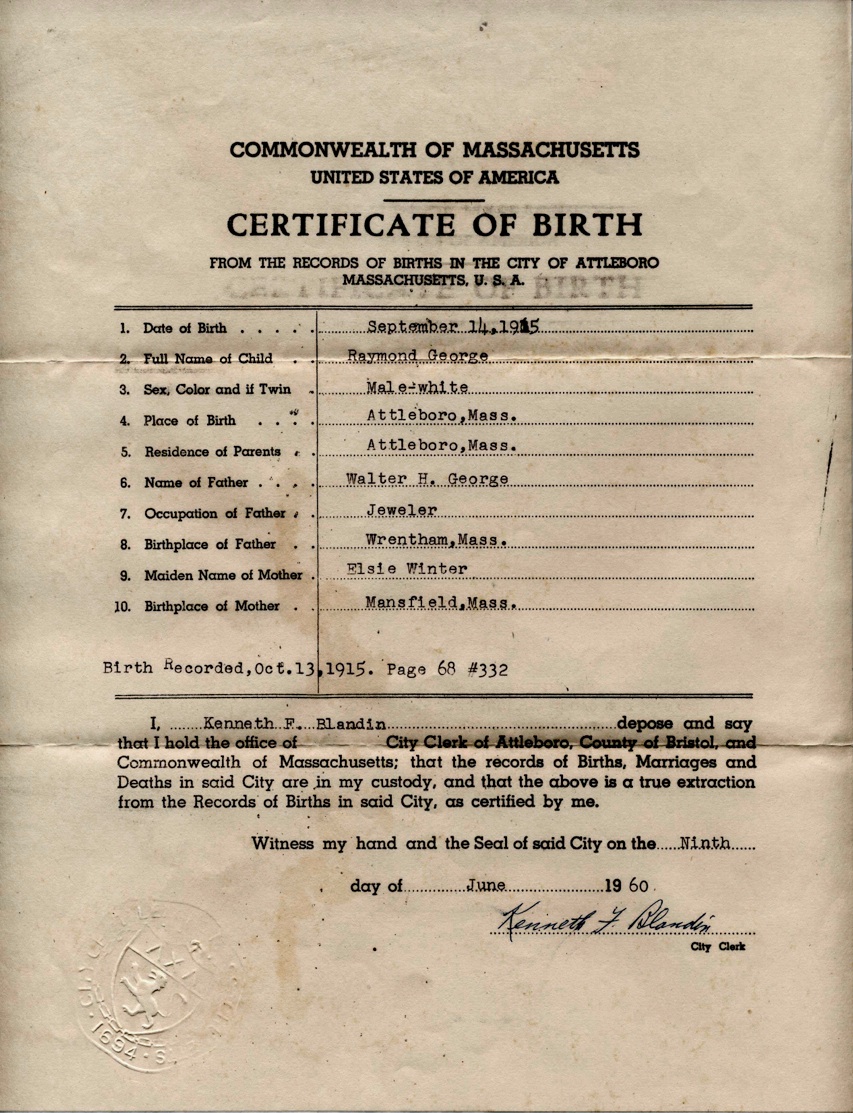 COMMONWEALTH OF MASSACHUSETTS
UNITED STATES OF AMERICA
CERTIFICATE OF BIRTH
FROM THE RECORDS OF BIRTHS IN THE CITY OF ATTLEBORO
MASSACHUSETTS, U. S. A.
1. Date of Birth . . . . . September 14,1915
2. Full Name of Child . . Raymond George
3. Sex, Color and if Twin . Male-white
4. Place of Birth . . . . Attleboro,Mass.
5. Residence of Parents . . Attleboro,Mass.
6. Name of Father . . . . Walter H. George
7. Occupation of Father . . Jeweler
8. Birthplace of Father . . Wrentham,Mass.
9. Maiden Name of Mother . Elsie Winter
10. Birthplace of Mother . . Mansfield,Mass.
Birth Recorded,Oct.13,1915. Page 68 #332
I, Kenneth F. Blandin depose and say
that I hold the office of City Clerk of Attleboro, County of Bristol, and
Commonwealth of Massachusetts; that the records of Births, Marriages and
Deaths in said City are in my custody, and that the above is a true extraction
from the Records of Births in said City, as certified by me.
Witness my hand and the Seal of said City on the Ninth
day of June 19 60.
Kenneth F. Blandin
City Clerk
1694